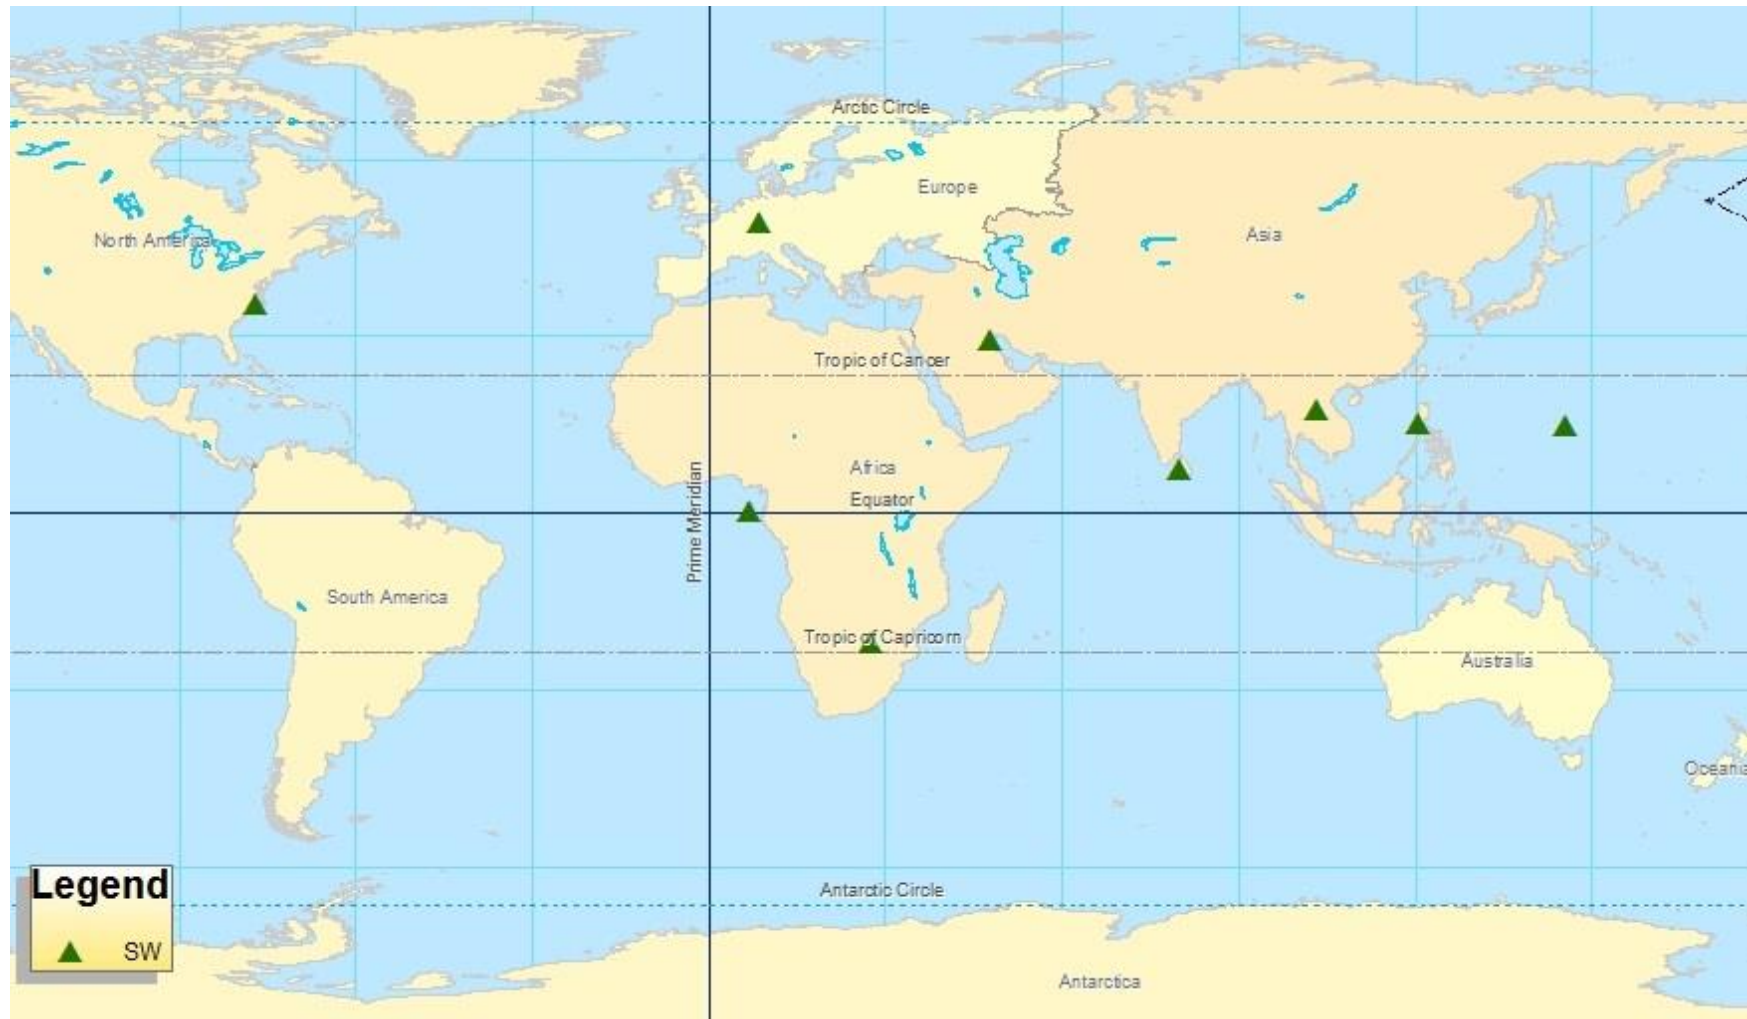 Arctic Circle
Europe
North America
Asia
Tropic of Cancer
Prime Meridian
Africa
Equator
South America
Tropic of Capricorn
Australia
Oceania
Legend
SW
Antarctic Circle
Antarctica